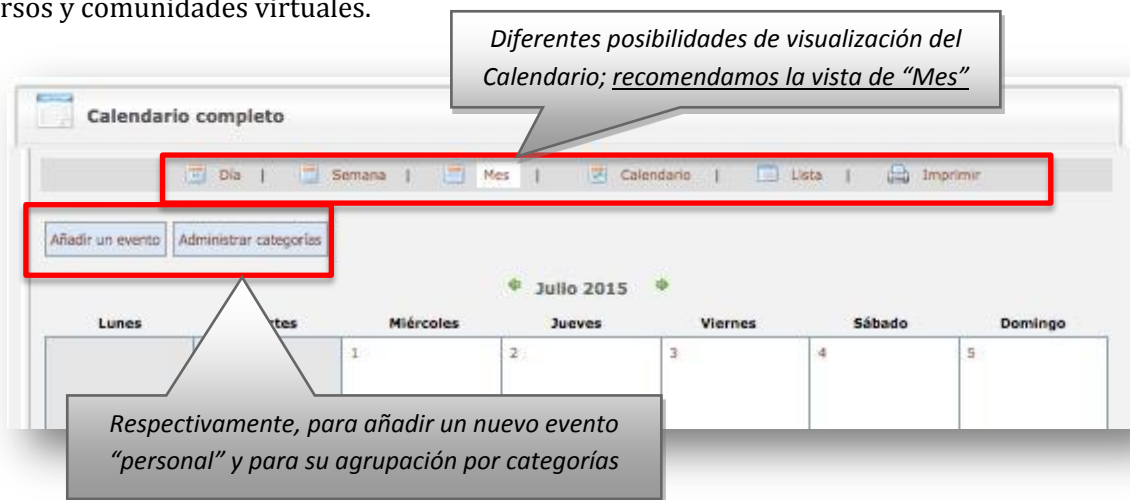 rsos y comunidades virtuales.
Diferentes posibilidades de visualización del
Calendario; recomendamos la vista de “Mes”
Calendario completo
Día | Semana | Mes | Calendario | Lista | Imprimir
Añadir un evento Administrar categorías
Julio 2015
Lunes tes Miércoles Jueves Viernes Sábado Domingo
1 2 3 4 5
Respectivamente, para añadir un nuevo evento
“personal” y para su agrupación por categorías